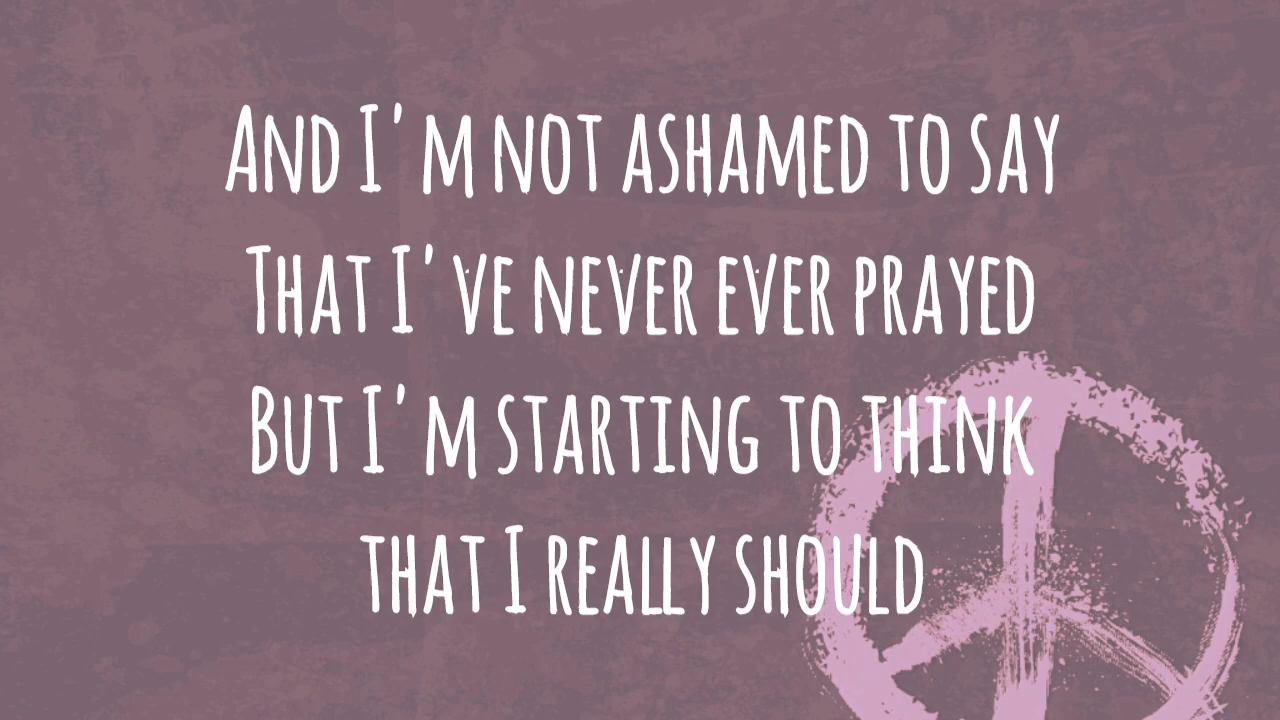 And I'm not ashamed to say
That I've never ever prayed
But I'm starting to think
that I really should